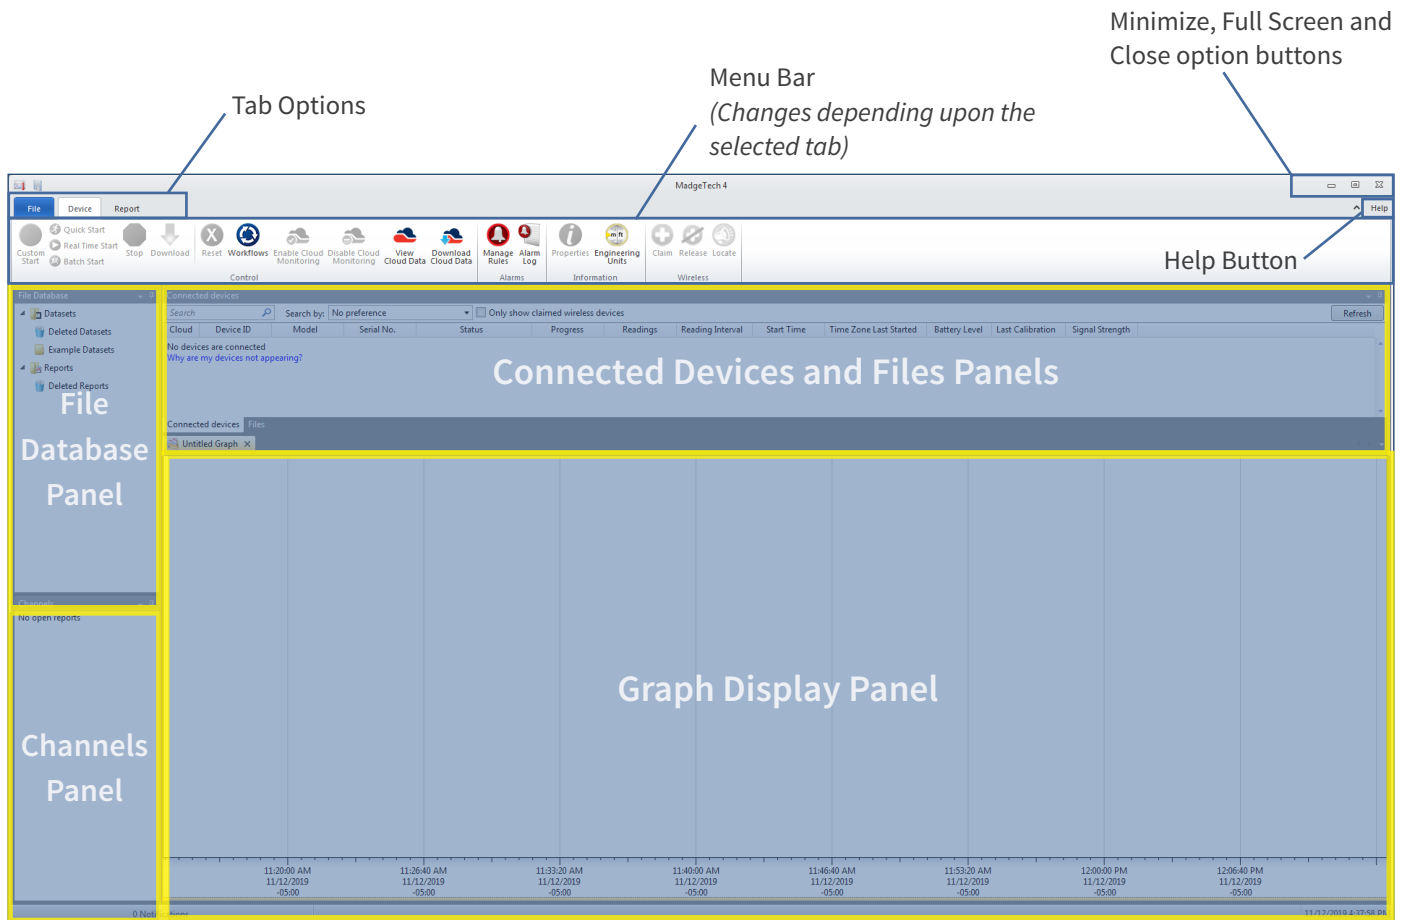 Minimize, Full Screen and
Close option buttons
Menu Bar
(Changes depending upon the
selected tab)
Tab Options
MadgeTech 4
File Device Report
Help
Custom Start
Quick Start
Real Time Start
Batch Start
Stop
Download
Reset
Workflows
Enable Cloud Monitoring
Disable Cloud Monitoring
View Cloud Data
Download Cloud Data
Control
Manage Rules
Alarm Log
Alarms
Properties
Engineering Units
Information
Claim
Release
Locate
Wireless
Help Button
File Database
Datasets
Deleted Datasets
Example Datasets
Reports
Deleted Reports
File
Database
Panel
Connected devices
Search
Search by: No preference
Only show claimed wireless devices
Refresh
Cloud Device ID Model Serial No. Status Progress Readings Reading Interval Start Time Time Zone Last Started Battery Level Last Calibration Signal Strength
No devices are connected
Why are my devices not appearing?
Connected Devices and Files Panels
Connected devices Files
Untitled Graph
Channels
No open reports
Channels
Panel
Graph Display Panel
11:20:00 AM 11:26:40 AM 11:33:20 AM 11:40:00 AM 11:46:40 AM 11:53:20 AM 12:00:00 PM 12:06:40 PM
11/12/2019 11/12/2019 11/12/2019 11/12/2019 11/12/2019 11/12/2019 11/12/2019 11/12/2019
-05:00 -05:00 -05:00 -05:00 -05:00 -05:00 -05:00 -05:00
0 Notifications
11/12/2019 4:37:58 PM